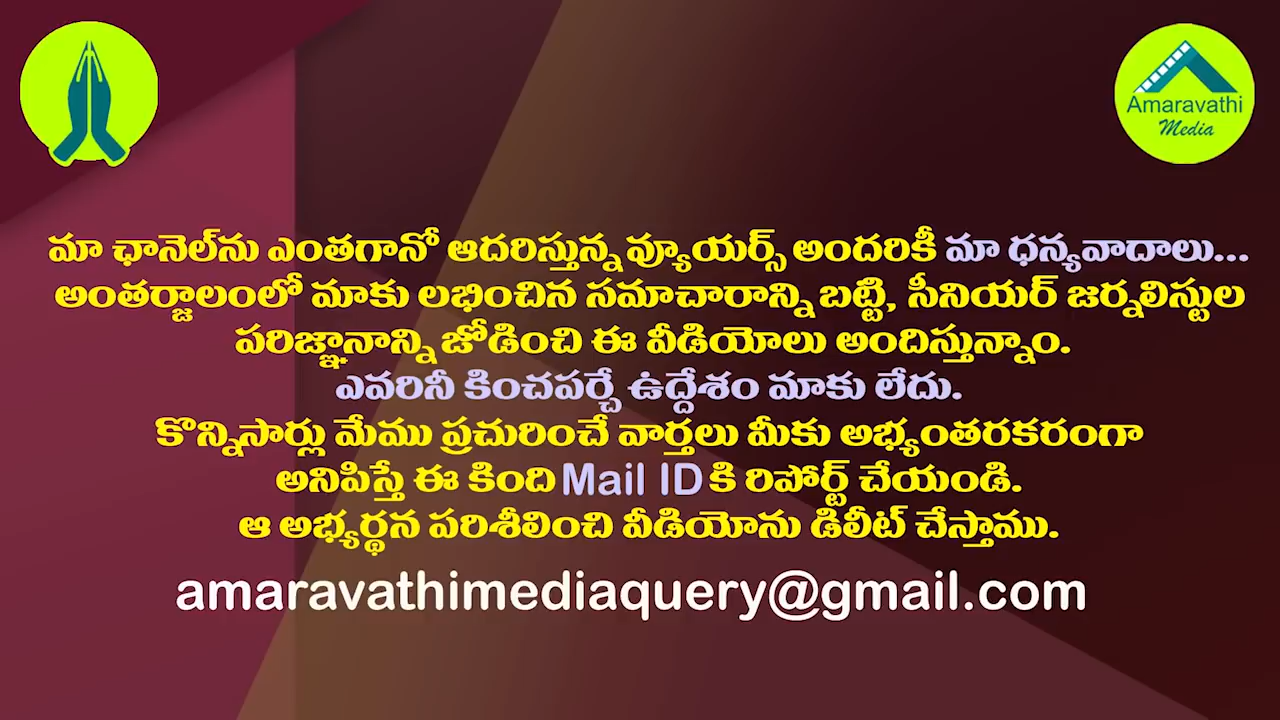 Amaravathi
Media
మా ఛానెల్‌ను ఎంతగానో ఆదరిస్తున్న వ్యూయర్స్ అందరికీ మా ధన్యవాదాలు...
అంతర్జాలంలో మాకు లభించిన సమాచారాన్ని బట్టి, సీనియర్ జర్నలిస్టుల
పరిజ్ఞానాన్ని జోడించి ఈ వీడియోలు అందిస్తున్నాం.
ఎవరినీ కించపర్చే ఉద్దేశం మాకు లేదు.
కొన్నిసార్లు మేము ప్రచురించే వార్తలు మీకు అభ్యంతరకరంగా
అనిపిస్తే ఈ కింది Mail ID కి రిపోర్ట్ చేయండి.
ఆ అభ్యర్థన పరిశీలించి వీడియోను డిలీట్ చేస్తాము.
amaravathimediaquery@gmail.com